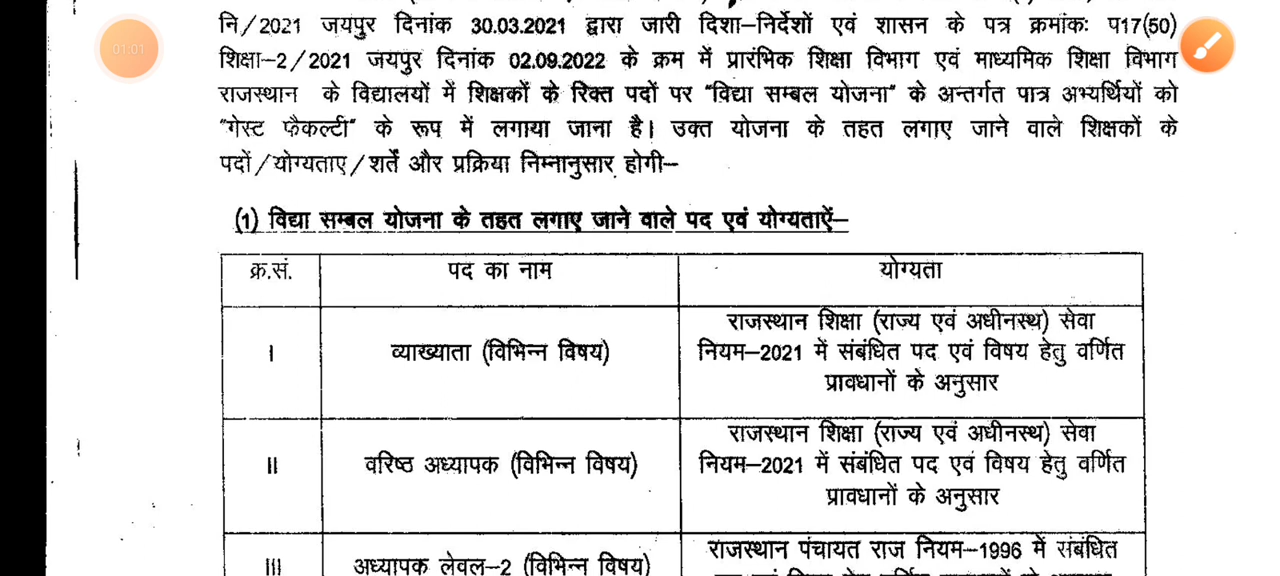 01:01
नि/2021 जयपुर दिनांक 30.03.2021 द्वारा जारी दिशा–निर्देशों एवं शासन के पत्र क्रमांकः प17(50)
शिक्षा–2/2021 जयपुर दिनांक 02.09.2022 के क्रम में प्रारंभिक शिक्षा विभाग एवं माध्यमिक शिक्षा विभाग
राजस्थान के विद्यालयों में शिक्षकों के रिक्त पदों पर "विद्या सम्बल योजना" के अन्तर्गत पात्र अभ्यर्थियों को
"गेस्ट फैकल्टी" के रूप में लगाया जाना है। उक्त योजना के तहत लगाए जाने वाले शिक्षकों के
पदों/योग्यताए/शर्तें और प्रक्रिया निम्नानुसार होगी–
(1) विद्या सम्बल योजना के तहत लगाए जाने वाले पद एवं योग्यताऐं–
क्र.सं. पद का नाम योग्यता
राजस्थान शिक्षा (राज्य एवं अधीनस्थ) सेवा
I व्याख्याता (विभिन्न विषय) नियम–2021 में संबंधित पद एवं विषय हेतु वर्णित
प्रावधानों के अनुसार
राजस्थान शिक्षा (राज्य एवं अधीनस्थ) सेवा
II वरिष्ठ अध्यापक (विभिन्न विषय) नियम–2021 में संबंधित पद एवं विषय हेतु वर्णित
प्रावधानों के अनुसार
राजस्थान पंचायत राज नियम–1996 में संबंधित
III अध्यापक लेवल–2 (विभिन्न विषय)